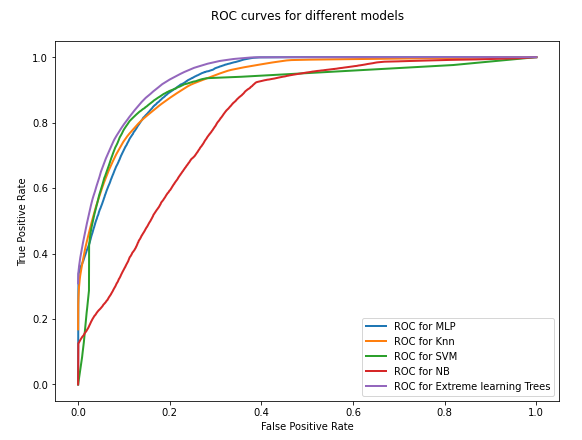 ROC curves for different models
True Positive Rate
1.0
0.8
0.6
0.4
0.2
0.0
ROC for MLP
ROC for Knn
ROC for SVM
ROC for NB
ROC for Extreme learning Trees
0.0 0.2 0.4 0.6 0.8 1.0
False Positive Rate